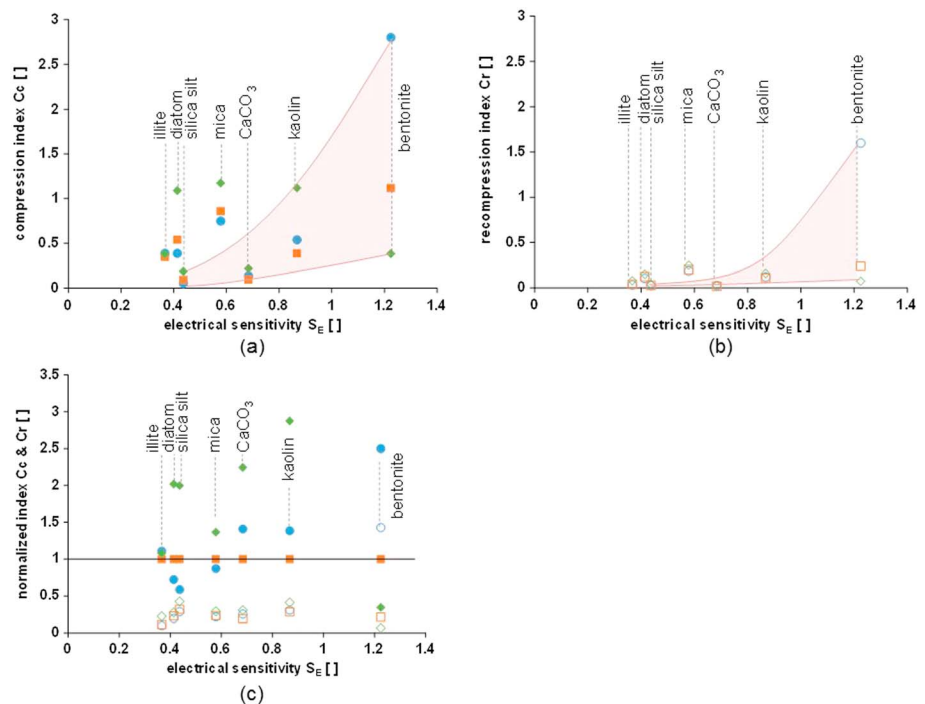 3
2.5
2
1.5
1
0.5
0
compression index Cc [ ]
illite
diatom
silica silt
mica
CaCO3
kaolin
bentonite
0 0.2 0.4 0.6 0.8 1 1.2 1.4
electrical sensitivity SE [ ]
(a)
3
2.5
2
1.5
1
0.5
0
recompression index Cr [ ]
illite
diatom
silica silt
mica
CaCO3
kaolin
bentonite
0 0.2 0.4 0.6 0.8 1 1.2 1.4
electrical sensitivity SE [ ]
(b)
3.5
3
2.5
2
1.5
1
0.5
0
normalized index Cc & Cr [ ]
illite
diatom
silica silt
mica
CaCO3
kaolin
bentonite
0 0.2 0.4 0.6 0.8 1 1.2 1.4
electrical sensitivity SE [ ]
(c)